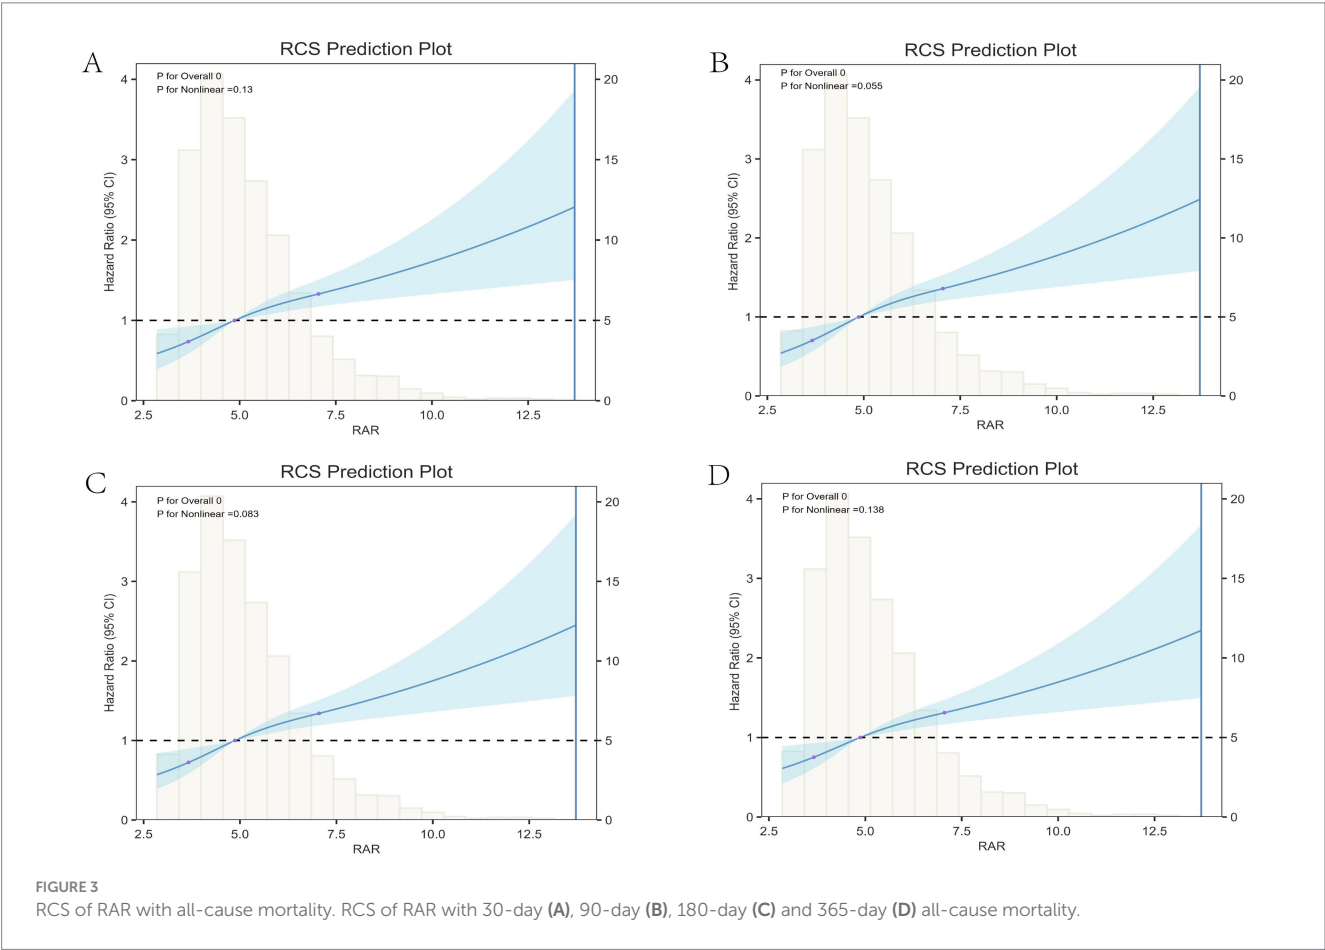 A
RCS Prediction Plot
P for Overall 0
P for Nonlinear =0.13
Hazard Ratio (95% CI)
4
3
2
1
0
20
15
10
5
0
2.5 5.0 7.5 10.0 12.5
RAR
B
RCS Prediction Plot
P for Overall 0
P for Nonlinear =0.055
Hazard Ratio (95% CI)
4
3
2
1
0
20
15
10
5
0
2.5 5.0 7.5 10.0 12.5
RAR
C
RCS Prediction Plot
P for Overall 0
P for Nonlinear =0.083
Hazard Ratio (95% CI)
4
3
2
1
0
20
15
10
5
0
2.5 5.0 7.5 10.0 12.5
RAR
D
RCS Prediction Plot
P for Overall 0
P for Nonlinear =0.138
Hazard Ratio (95% CI)
4
3
2
1
0
20
15
10
5
0
2.5 5.0 7.5 10.0 12.5
RAR
FIGURE 3
RCS of RAR with all-cause mortality. RCS of RAR with 30-day (A), 90-day (B), 180-day (C) and 365-day (D) all-cause mortality.